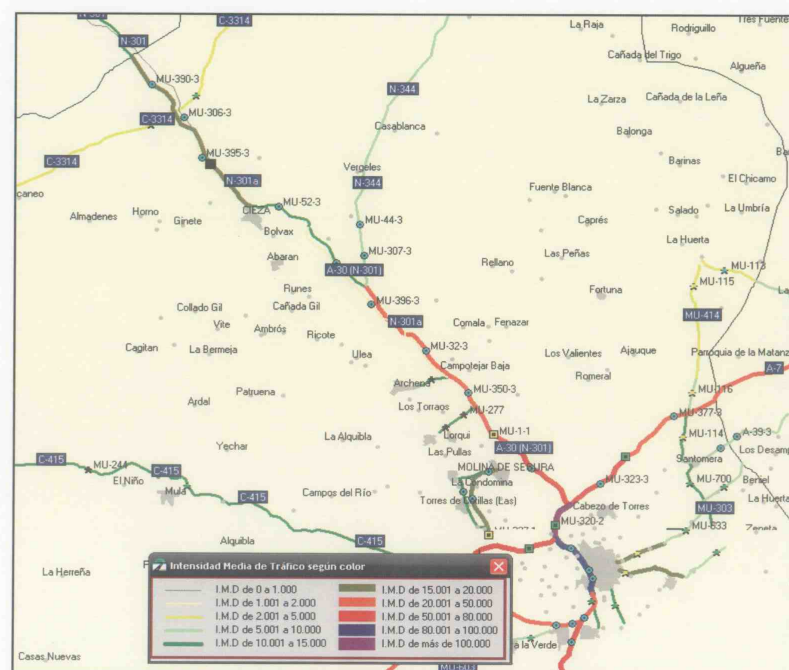 N-301
C-3314
Tres Fuente
La Raja
Rodriguillo
N-301
Cañada del Trigo
Algueña
MU-390-3
N-344
La Zarza
Cañada de la Leña
MU-306-3
C-3314
Casablanca
Balonga
MU-395-3
Barinas
C-3314
Vergeles
N-301a
N-344
El Chicamo
Fuente Blanca
CIEZA
MU-52-3
Almadenes
Horno
Ginete
MU-44-3
Caprés
Salado
La Umbría
Bolvax
La Huerta
Abaran
MU-307-3
Las Peñas
A-30 (N-301)
Rellano
MU-113
MU-115
Runes
Fortuna
Collado Gil
Cañada Gil
MU-396-3
MU-414
Vite
Ambrós
Ricote
N-301a
Comala
Fenazar
Cagitan
La Bermeja
Ulea
MU-32-3
Los Valientes
Ajauque
Parroquia de la Matanz
Campotejar Baja
Romeral
A-7
Archena
MU-350-3
MU-116
Ardal
Patruena
Los Torraos
MU-277
MU-377-3
MU-1-1
MU-114
A-39-3
Yechar
La Alquibla
Lorqui
A-30 (N-301)
Las Pullas
Los Desamp
Santomera
C-415
MU-244
C-415
MOLINA DE SEGURA
MU-323-3
MU-700
Beniel
El Niño
La Condomina
Mula
Campos del Río
Torres de Cotillas (Las)
Cabezo de Torres
La Huerta
C-415
MU-303
MU-320-2
MU-833
Zeneta
Alquibla
C-415
La Herreña
Intensidad Media de Tráfico según color
I.M.D de 0 a 1.000
I.M.D de 15.001 a 20.000
I.M.D de 1.001 a 2.000
I.M.D de 20.001 a 50.000
I.M.D de 2.001 a 5.000
I.M.D de 50.001 a 80.000
I.M.D de 5.001 a 10.000
I.M.D de 80.001 a 100.000
I.M.D de 10.001 a 15.000
I.M.D de más de 100.000
a la Verde
Casas Nuevas